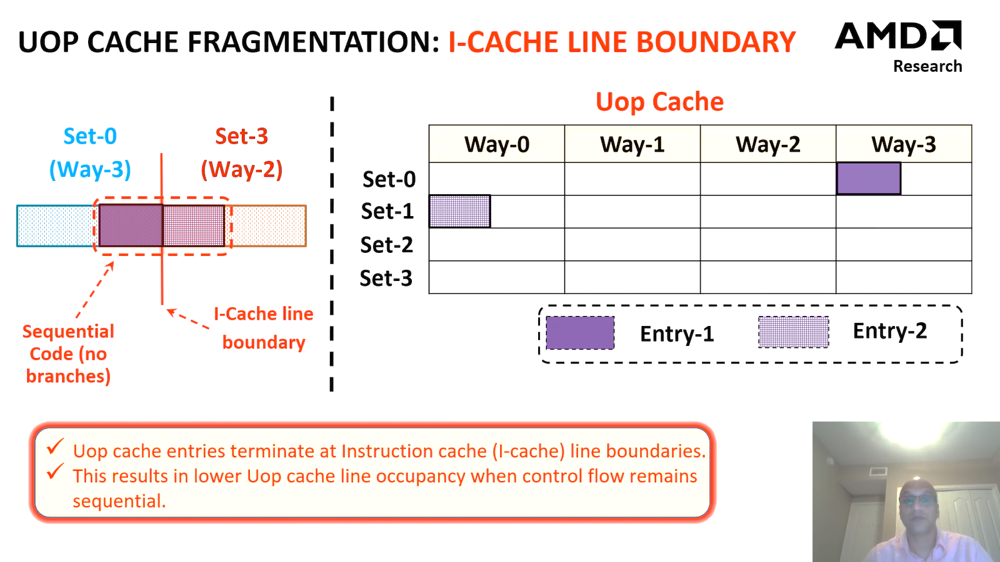 UOP CACHE FRAGMENTATION: I-CACHE LINE BOUNDARY
AMD
Research
Set-0
(Way-3)
Set-3
(Way-2)
Sequential
Code (no
branches)
I-Cache line
boundary
Uop Cache
Way-0 Way-1 Way-2 Way-3
Set-0
Set-1
Set-2
Set-3
Entry-1 Entry-2
✓ Uop cache entries terminate at Instruction cache (I-cache) line boundaries.
✓ This results in lower Uop cache line occupancy when control flow remains
sequential.